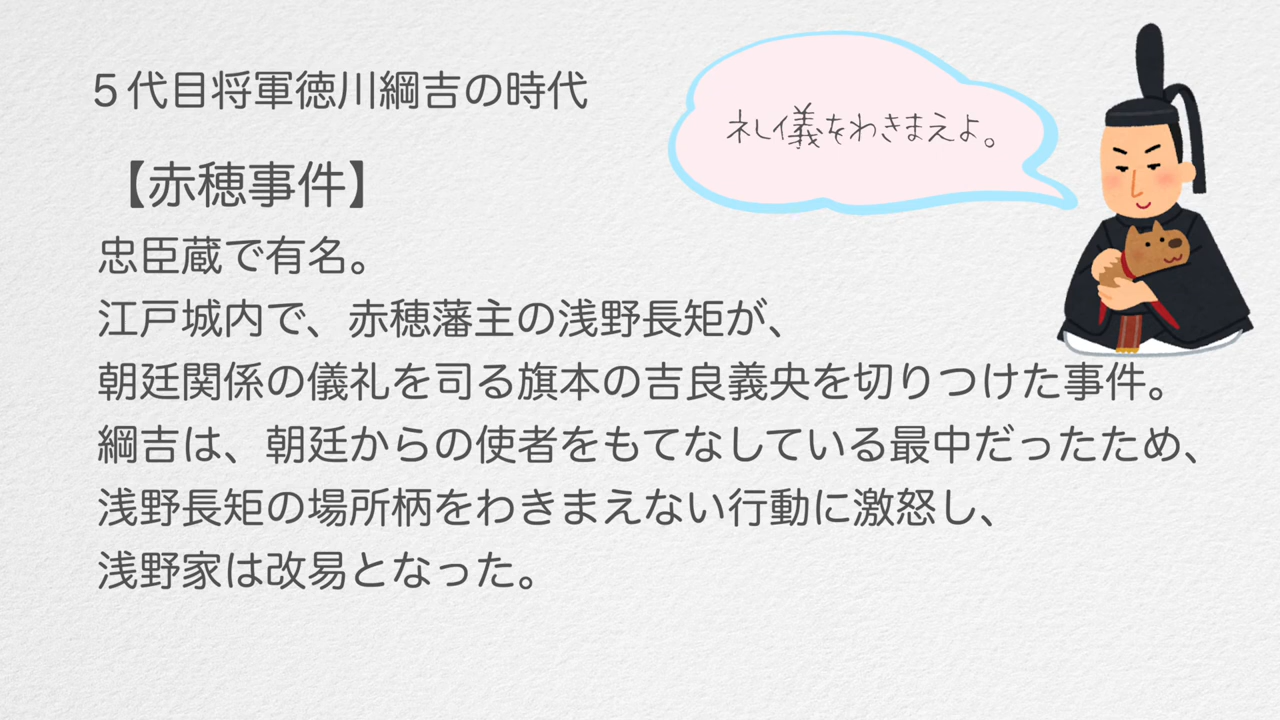 ５代目将軍徳川綱吉の時代
礼儀をわきまえよ。
【赤穂事件】
忠臣蔵で有名。
江戸城内で、赤穂藩主の浅野長矩が、
朝廷関係の儀礼を司る旗本の吉良義央を切りつけた事件。
綱吉は、朝廷からの使者をもてなしている最中だったため、
浅野長矩の場所柄をわきまえない行動に激怒し、
浅野家は改易となった。